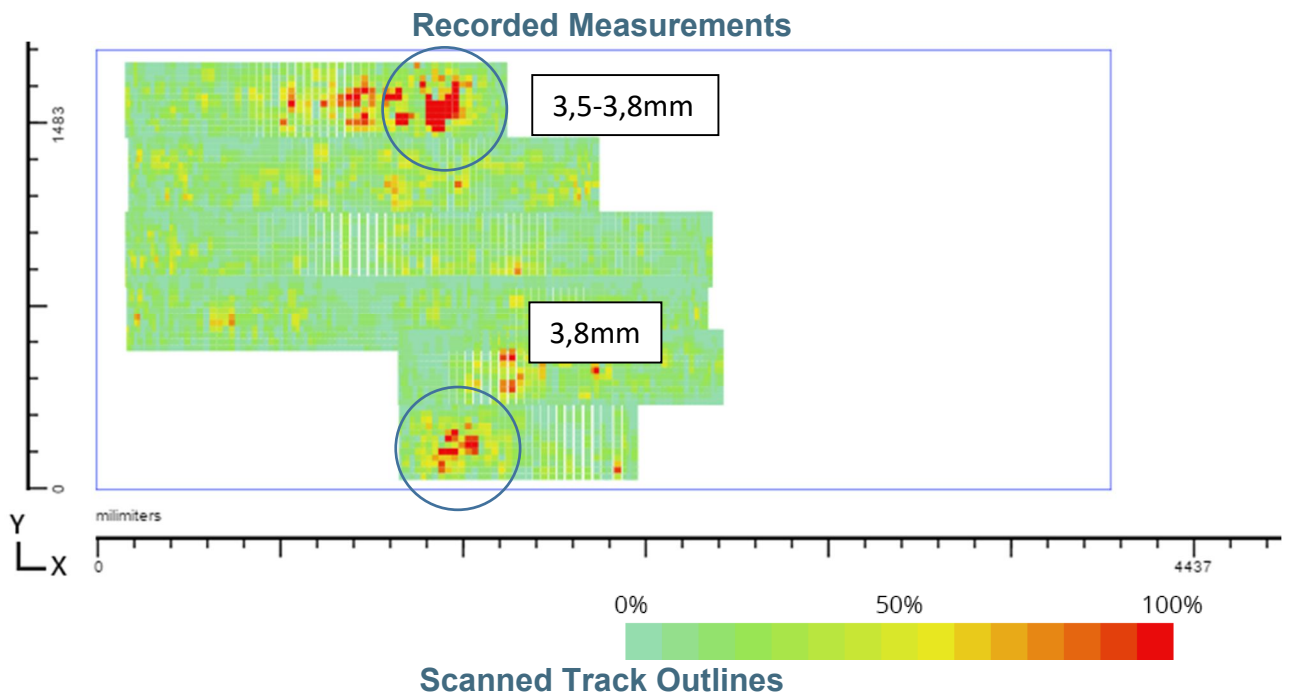 Recorded Measurements
3,5-3,8mm
1483
3,8mm
0
milimiters
Y
X
0
4437
0% 50% 100%
Scanned Track Outlines